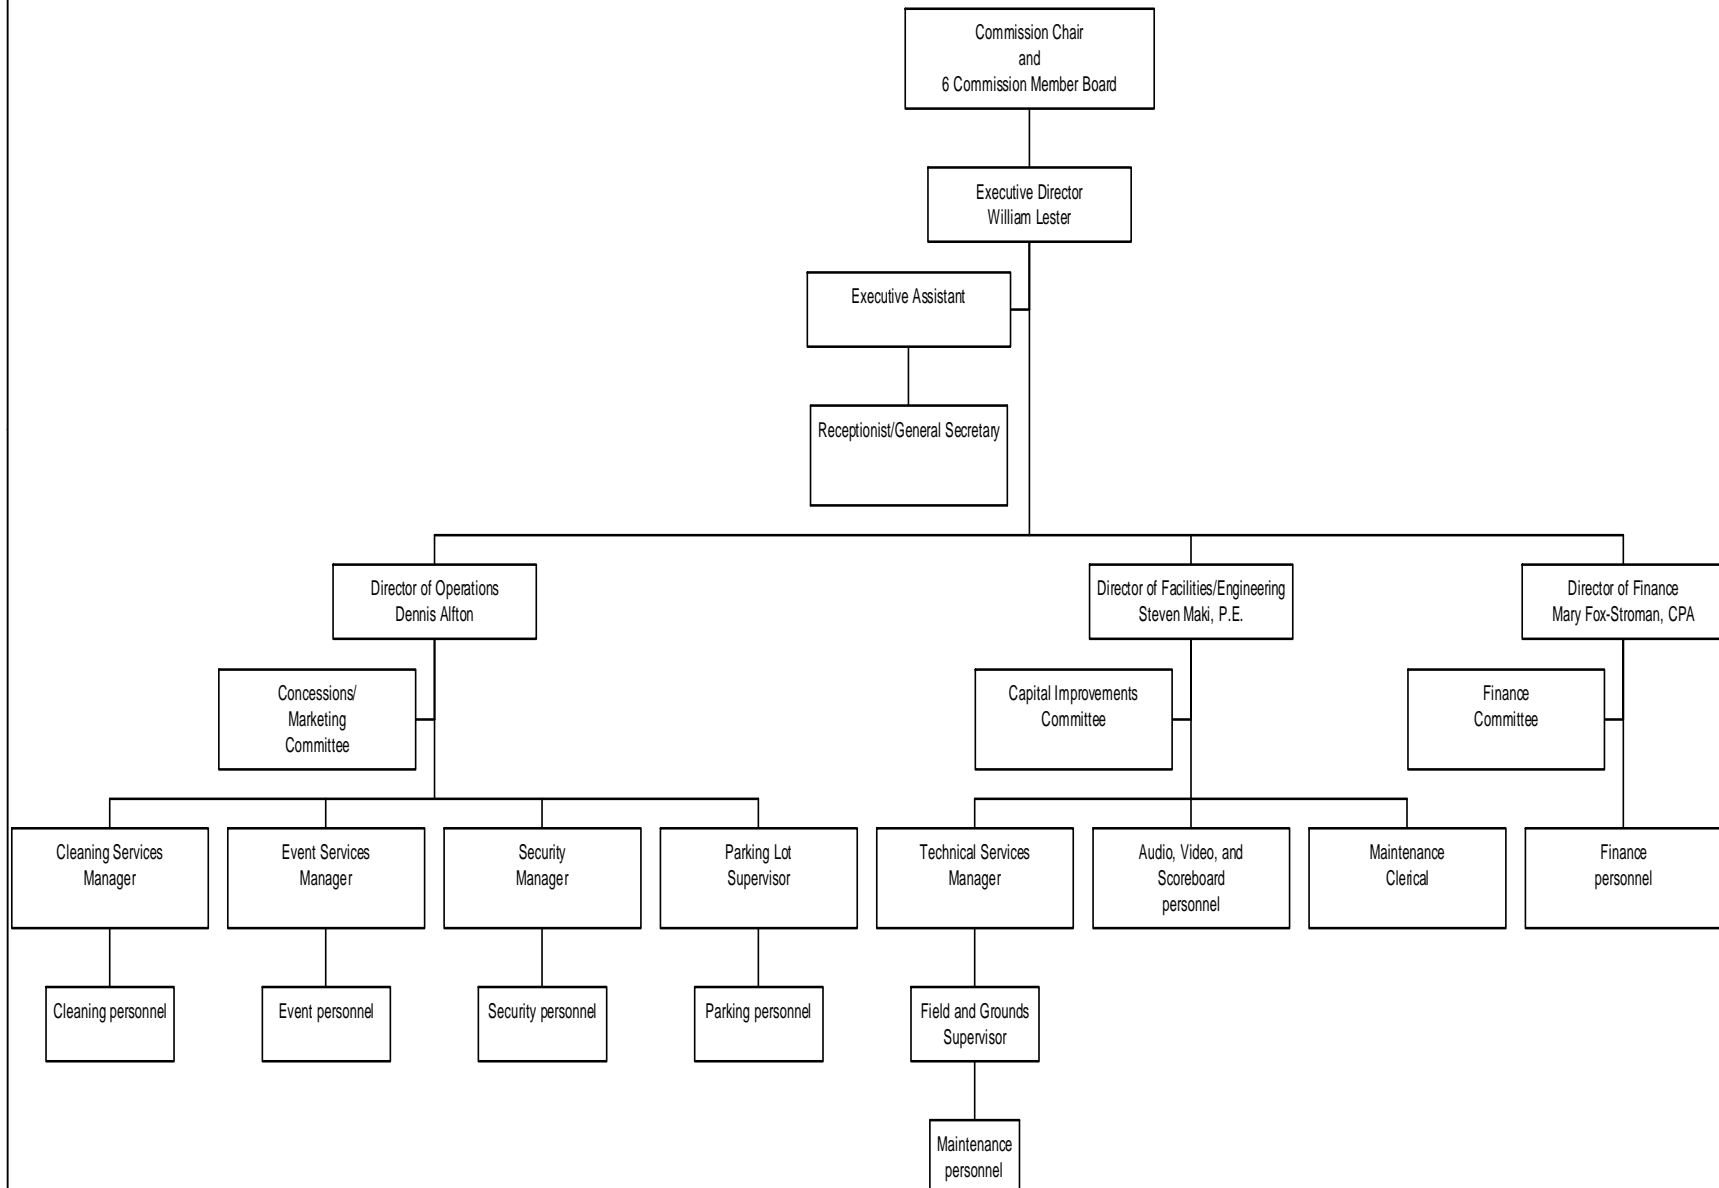 Commission Chair
and
6 Commission Member Board
Executive Director
William Lester
Executive Assistant
Receptionist/General Secretary
Director of Operations
Dennis Alfton
Director of Facilities/Engineering
Steven Maki, P.E.
Director of Finance
Mary Fox-Stroman, CPA
Concessions/
Marketing
Committee
Capital Improvements
Committee
Finance
Committee
Cleaning Services
Manager
Event Services
Manager
Security
Manager
Parking Lot
Supervisor
Technical Services
Manager
Audio, Video, and
Scoreboard
personnel
Maintenance
Clerical
Finance
personnel
Cleaning personnel
Event personnel
Security personnel
Parking personnel
Field and Grounds
Supervisor
Maintenance
personnel